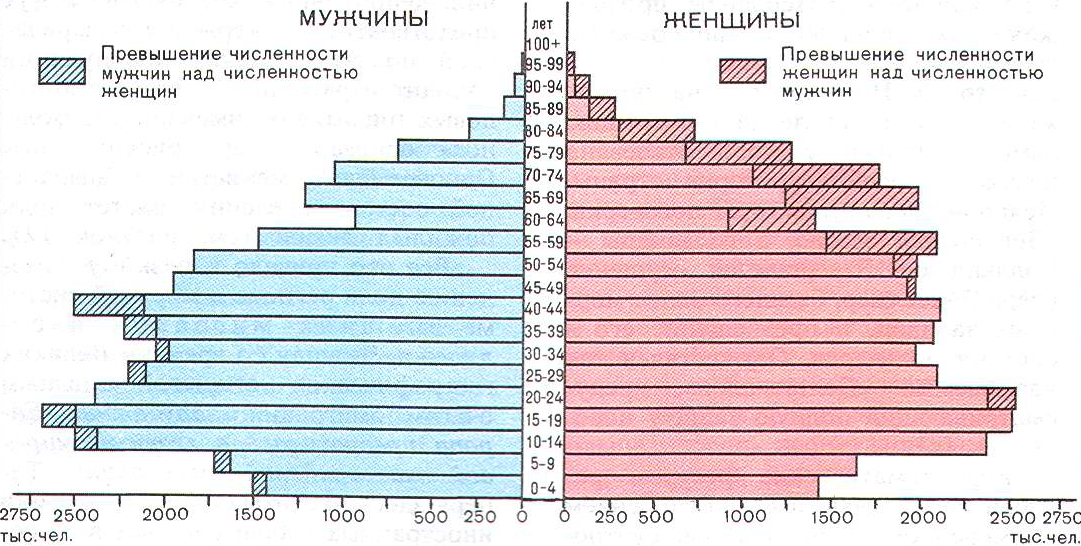 МУЖЧИНЫ
лет
ЖЕНЩИНЫ
Превышение численности
мужчин над численностью
женщин
Превышение численности
женщин над численностью
мужчин
100+
95-99
90-94
85-89
80-84
75-79
70-74
65-69
60-64
55-59
50-54
45-49
40-44
35-39
30-34
25-29
20-24
15-19
10-14
5-9
0-4
2750 2500 2000 1500 1000 500 0 0 500 1000 1500 2000 2500 2750
тыс.чел. тыс.чел.